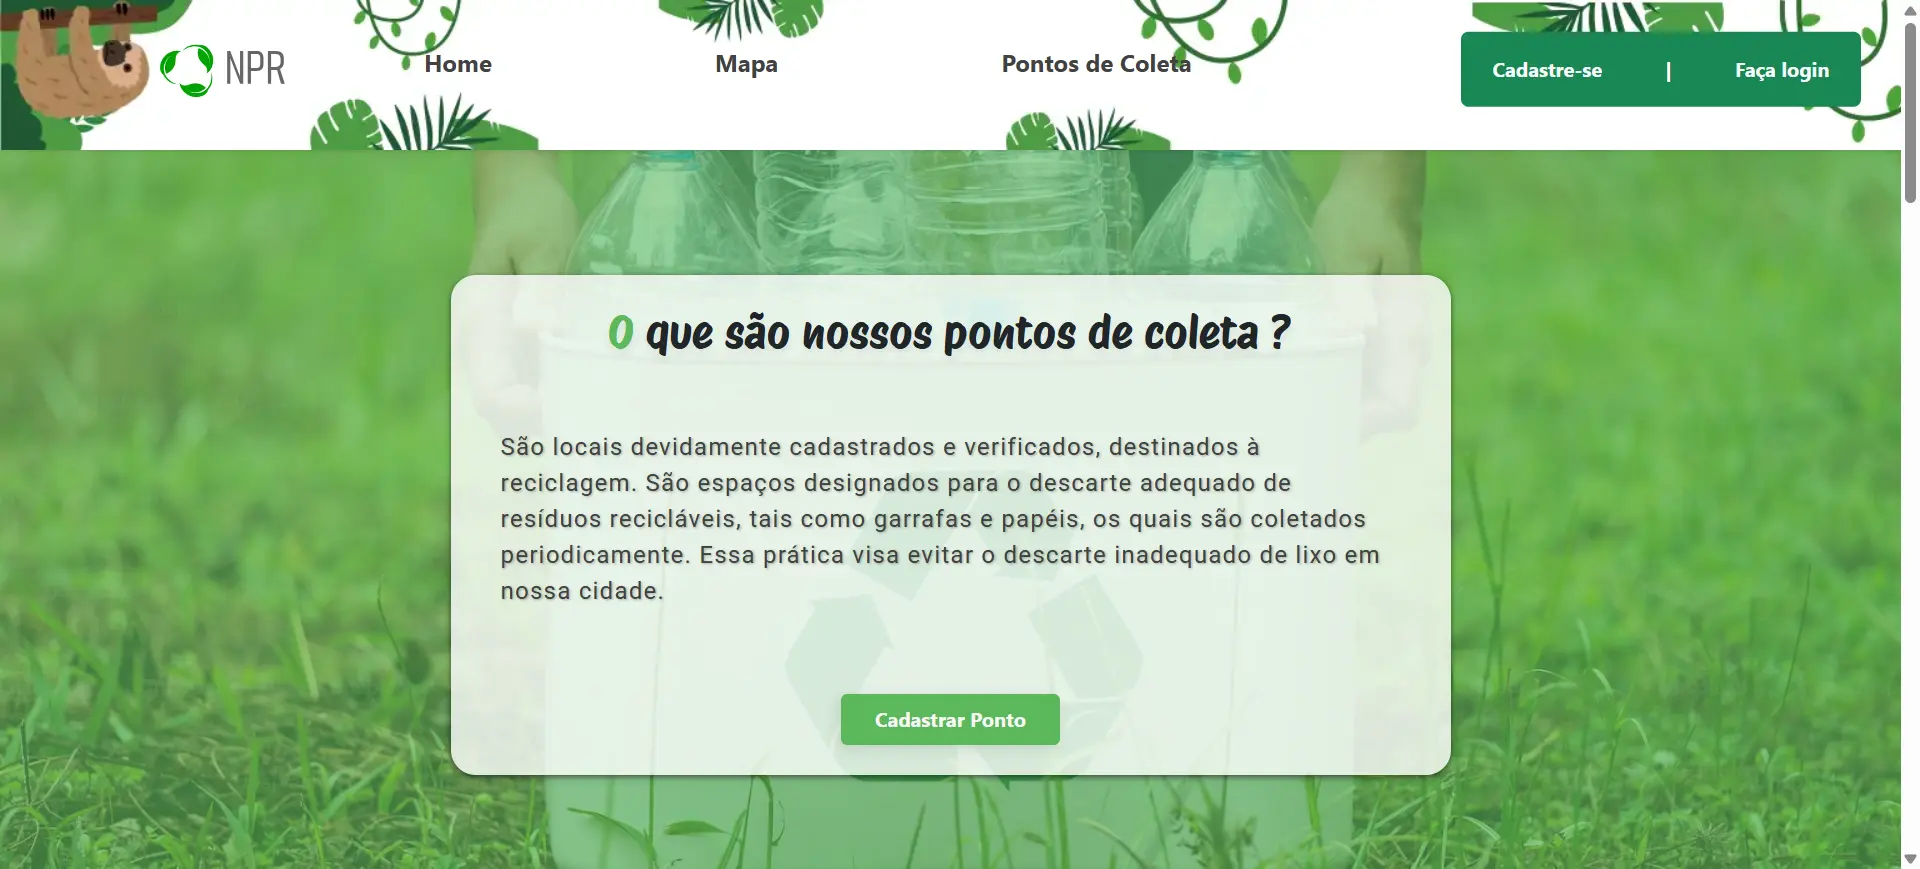 NPR
Home
Mapa
Pontos de Coleta
Cadastre-se | Faça login
O que são nossos pontos de coleta ?
São locais devidamente cadastrados e verificados, destinados à
reciclagem. São espaços designados para o descarte adequado de
resíduos recicláveis, tais como garrafas e papéis, os quais são coletados
periodicamente. Essa prática visa evitar o descarte inadequado de lixo em
nossa cidade.
Cadastrar Ponto